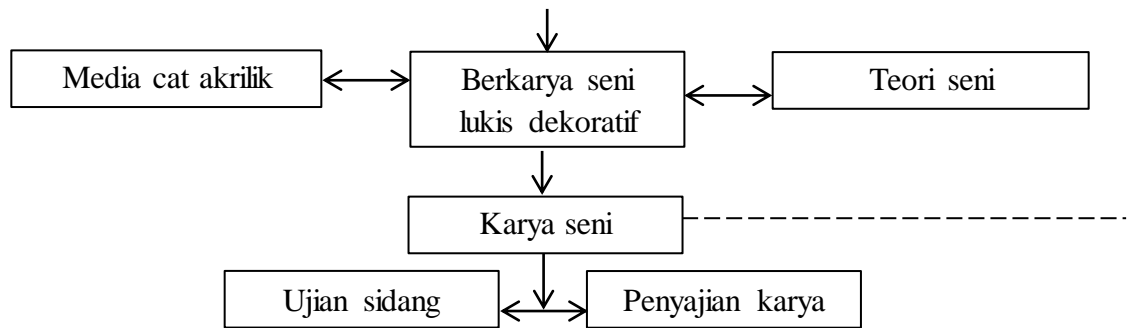 Media cat akrilik
Berkarya seni
lukis dekoratif
Teori seni
Karya seni
Ujian sidang
Penyajian karya